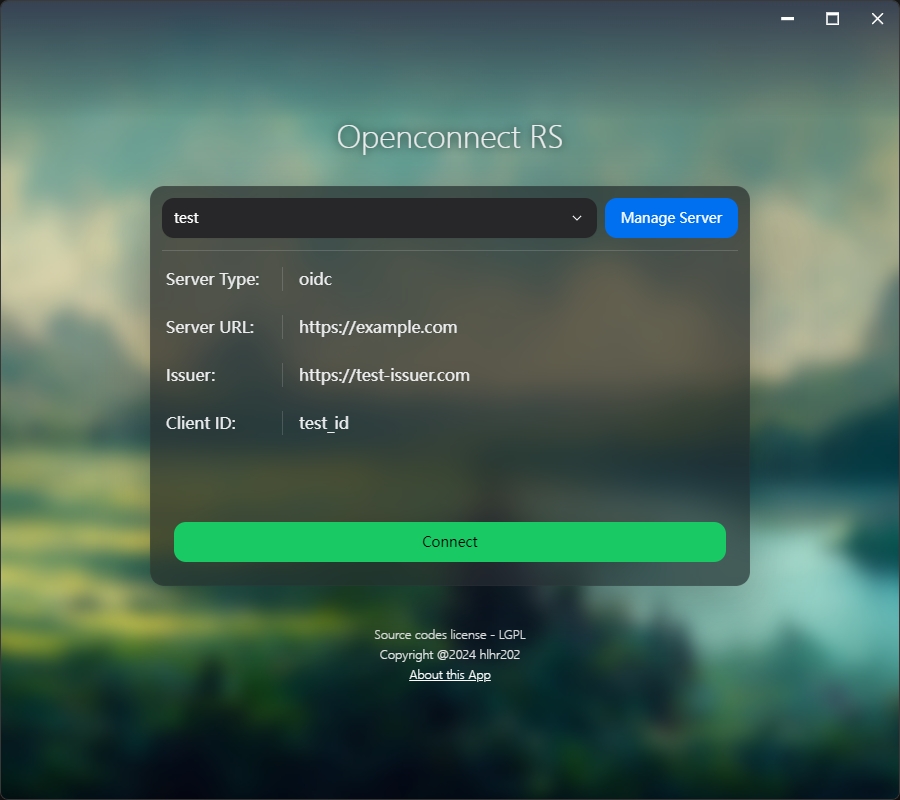 Openconnect RS
test
Manage Server
Server Type: oidc
Server URL: https://example.com
Issuer: https://test-issuer.com
Client ID: test_id
Connect
Source codes license - LGPL
Copyright @2024 hlhr202
About this App